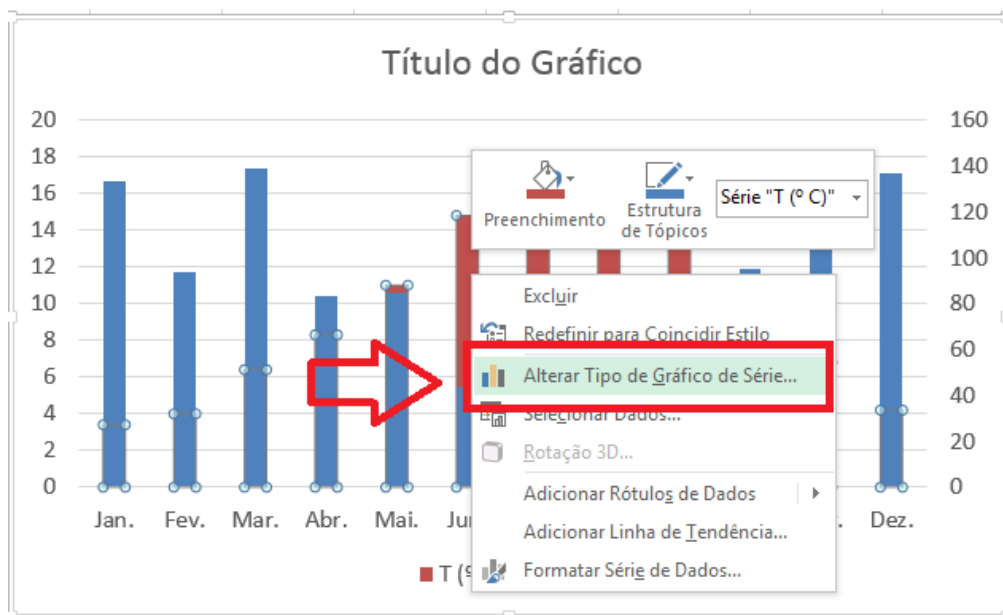 Título do Gráfico
20
18
16
14
12
10
8
6
4
2
0
160
140
120
100
80
60
40
20
0
Preenchimento
Estrutura
de Tópicos
Série "T (º C)"
Excluir
Redefinir para Coincidir Estilo
Alterar Tipo de Gráfico de Série...
Selecionar Dados...
Rotação 3D...
Adicionar Rótulos de Dados
Adicionar Linha de Tendência...
Formatar Série de Dados...
Jan. Fev. Mar. Abr. Mai. Dez.
T (º